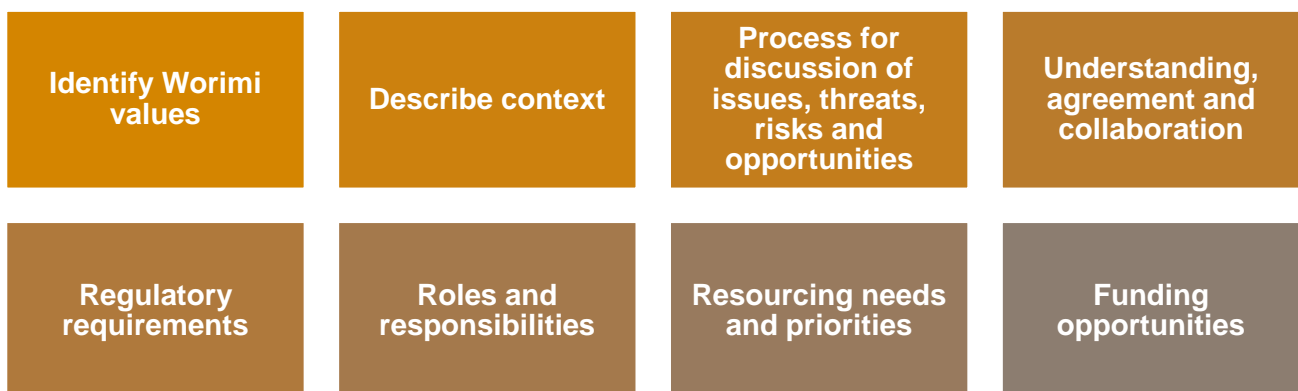 Identify Worimi
values
Describe context
Process for
discussion of
issues, threats,
risks and
opportunities
Understanding,
agreement and
collaboration
Regulatory
requirements
Roles and
responsibilities
Resourcing needs
and priorities
Funding
opportunities